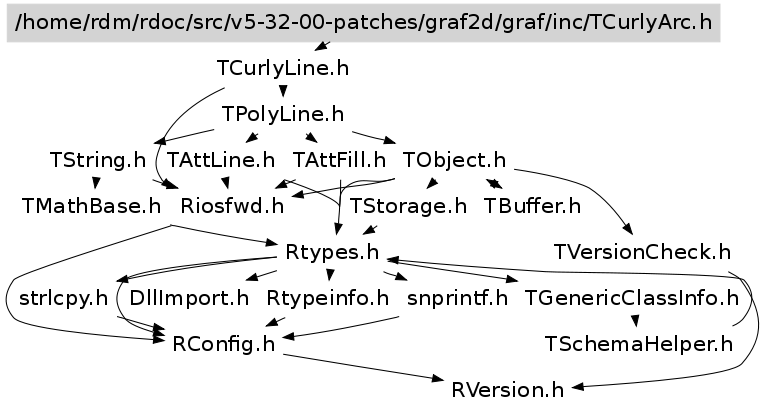 /home/rdm/rdoc/src/v5-32-00-patches/graf2d/graf/inc/TCurlyArc.h
TCurlyLine.h
TPolyLine.h
TString.h TAttLine.h TAttFill.h TObject.h
TMathBase.h Riosfwd.h TStorage.h TBuffer.h
Rtypes.h TVersionCheck.h
strlcpy.h DllImport.h Rtypeinfo.h snprintf.h TGenericClassInfo.h
RConfig.h TSchemaHelper.h
RVersion.h